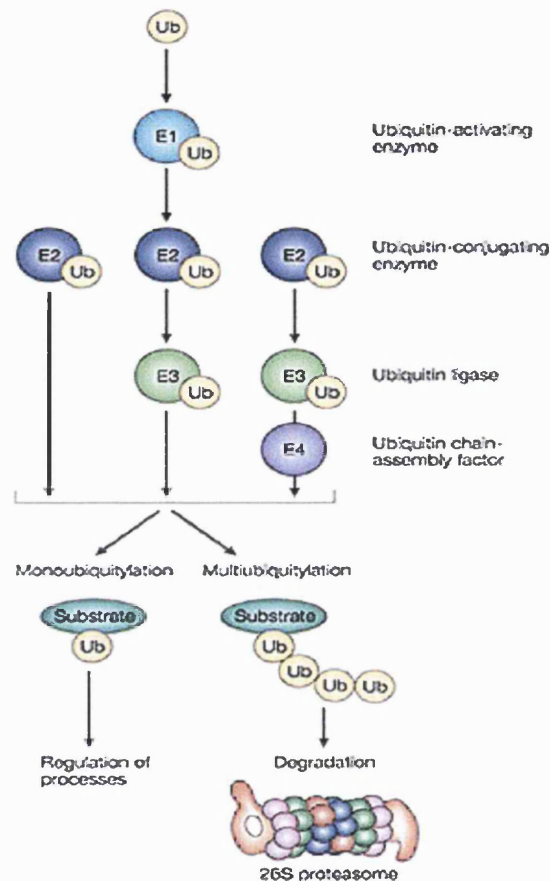 Ub
E1
Ub
Ubiquitin-activating
enzyme
E2
Ub
E2
Ub
E2
Ub
Ubiquitin-conjugating
enzyme
E3
Ub
E3
Ub
Ubiquitin ligase
E4
Ubiquitin chain-
assembly factor
Monoubiquitylation
Multiubiquitylation
Substrate
Ub
Substrate
Ub
Ub
Ub
Ub
Regulation of
processes
Degradation
26S proteasome